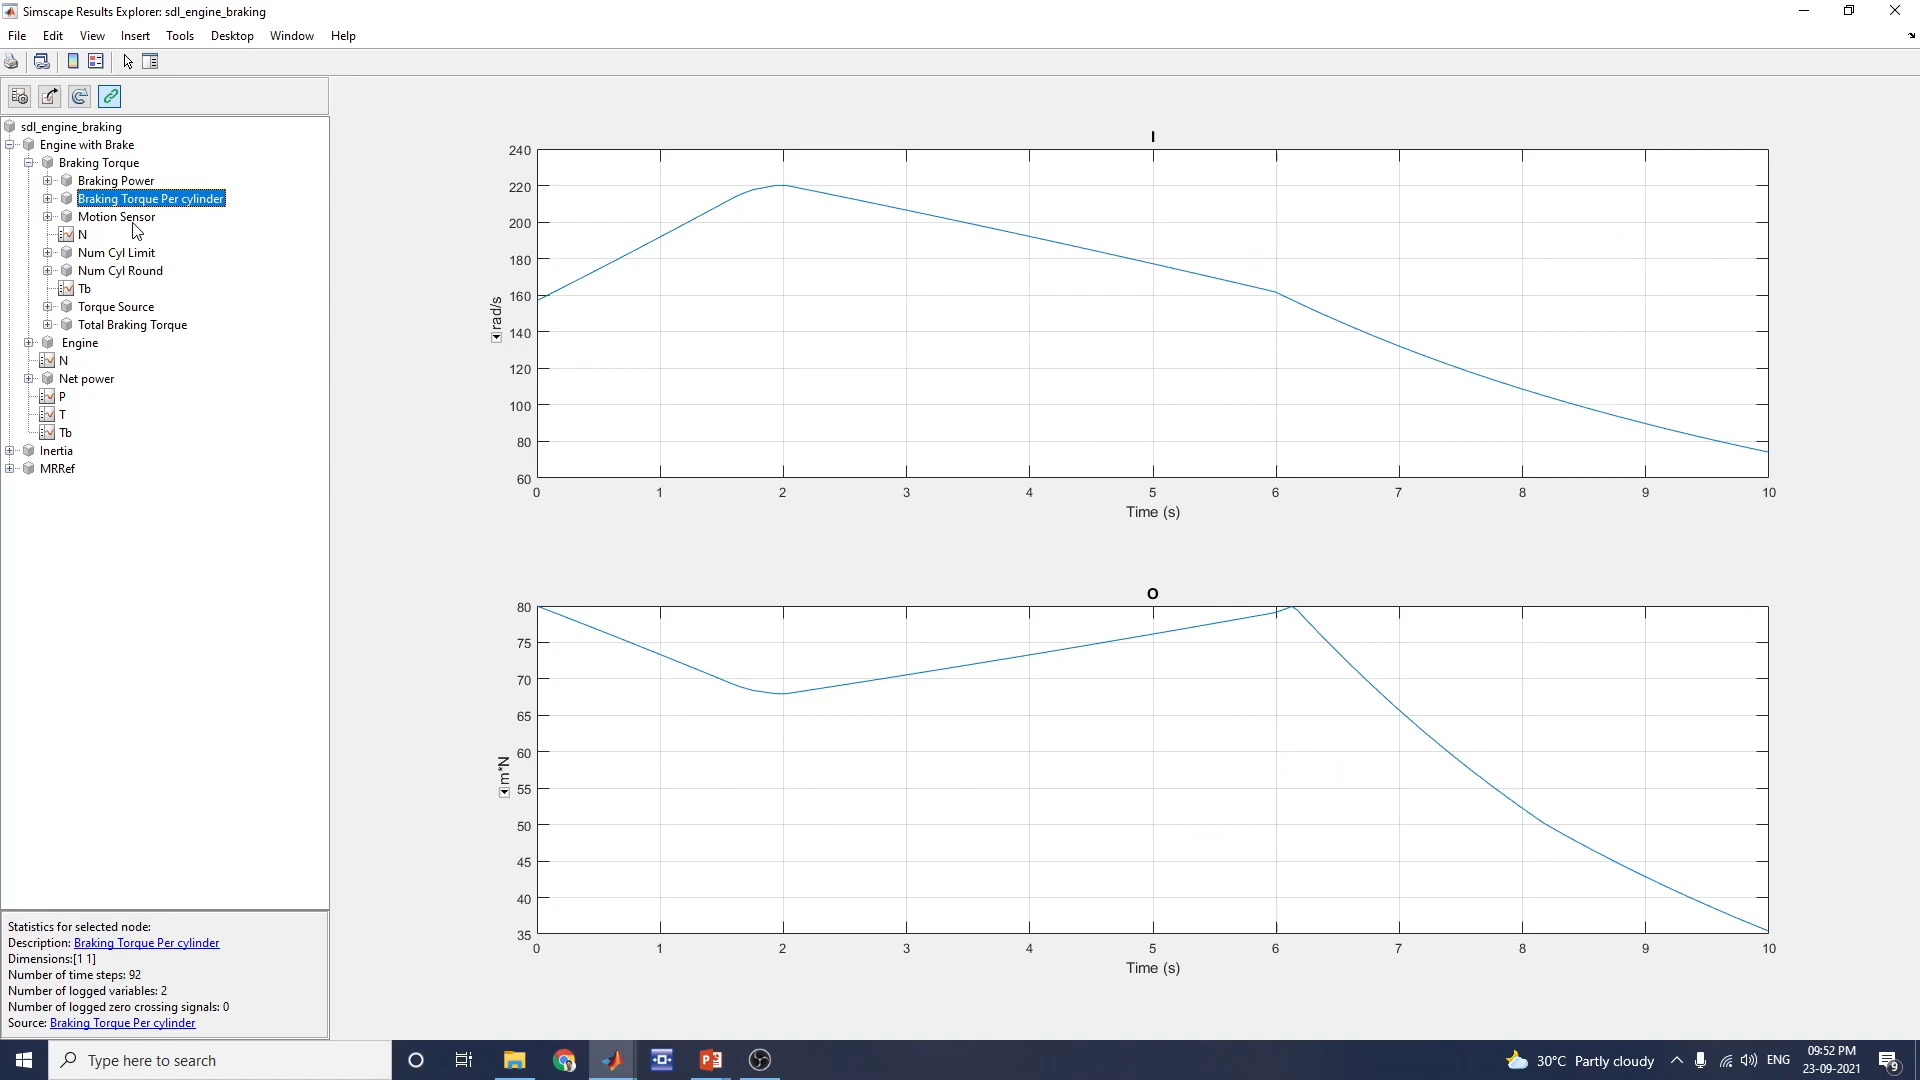 Simscape Results Explorer: sdl_engine_braking
File Edit View Insert Tools Desktop Window Help
sdl_engine_braking
Engine with Brake
Braking Torque
Braking Power
Braking Torque Per cylinder
Motion Sensor
N
Num Cyl Limit
Num Cyl Round
Tb
Torque Source
Total Braking Torque
Engine
N
Net power
P
T
Tb
Inertia
MRRef
Statistics for selected node:
Description: Braking Torque Per cylinder
Dimensions:[1 1]
Number of time steps: 92
Number of logged variables: 2
Number of logged zero crossing signals: 0
Source: Braking Torque Per cylinder
I
240
220
200
180
160
140
120
100
80
60
rad/s
0 1 2 3 4 5 6 7 8 9 10
Time (s)
O
80
75
70
65
60
55
50
45
40
35
m*N
0 1 2 3 4 5 6 7 8 9 10
Time (s)
Type here to search
30°C Partly cloudy
ENG
09:52 PM
23-09-2021
9